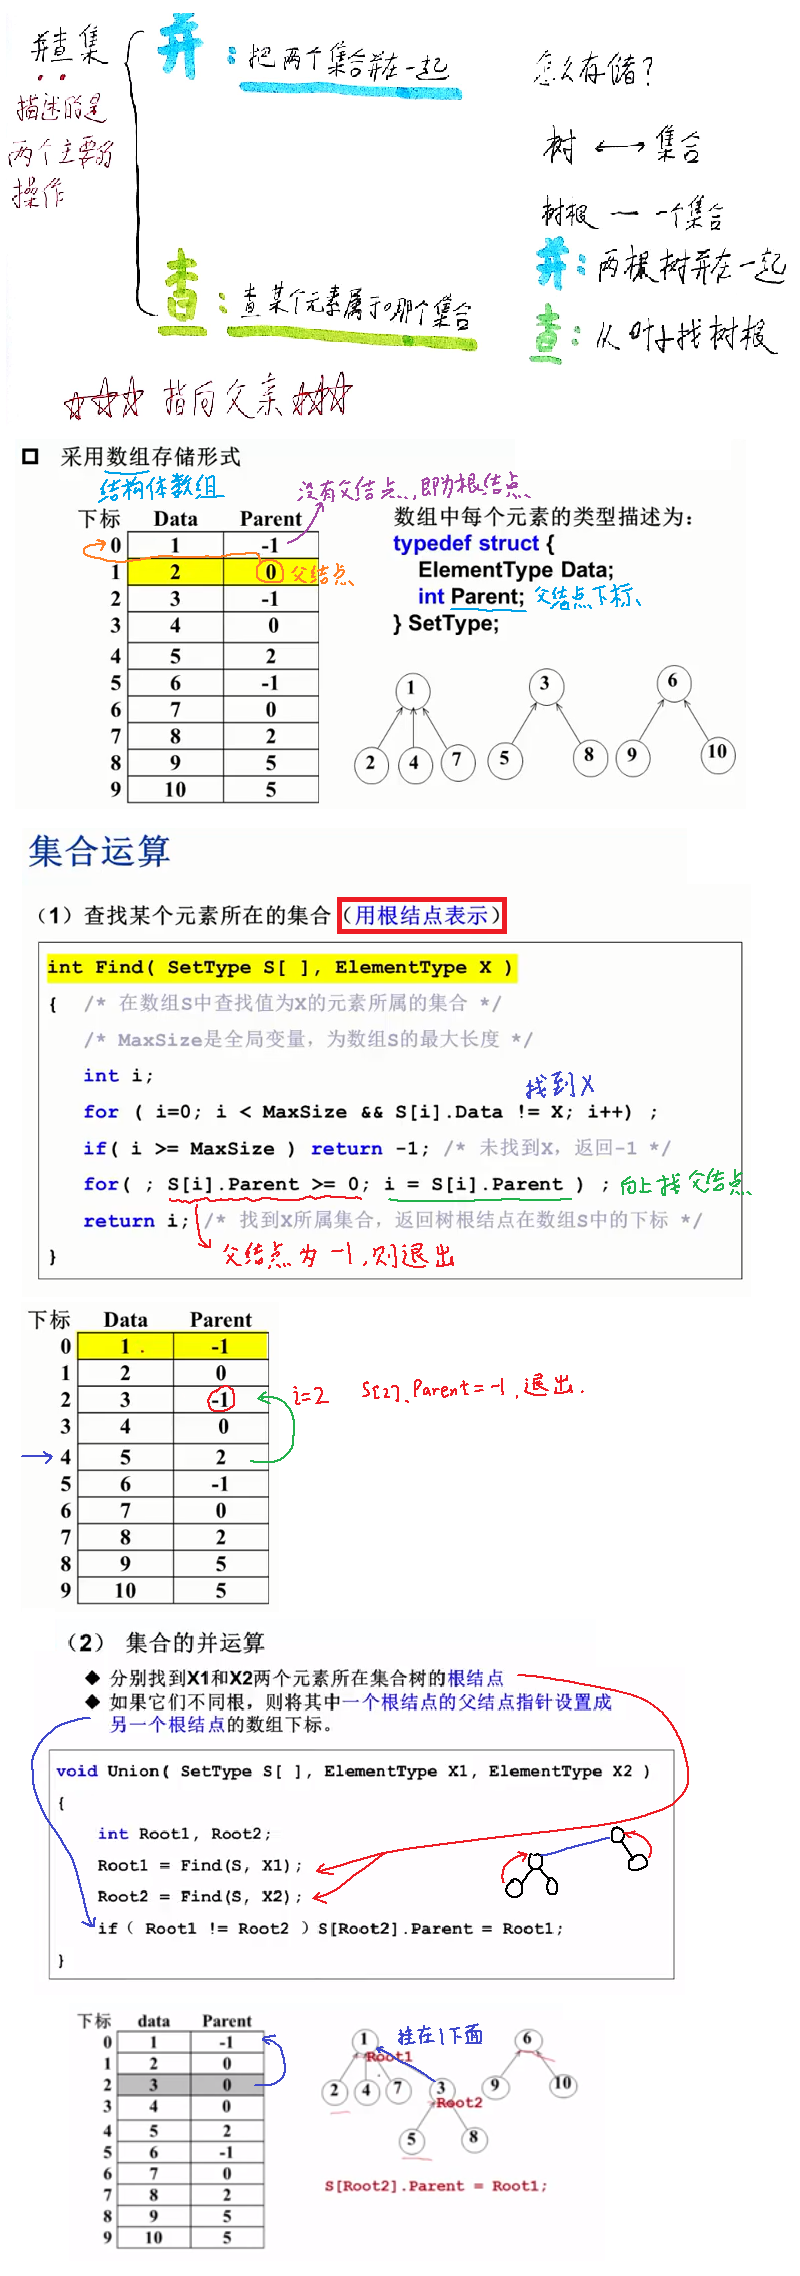 并查集
描述的是
两个主要的
操作
并：把两个集合并在一起
查：查某个元素属于哪个集合
怎么存储？
树 ⟷ 集合
树根 — 一个集合
并：两棵树并在一起
查：从叶子找树根
☆☆☆ 指向父亲 ☆☆☆
采用数组存储形式
结构体数组
没有父结点,即为根结点
下标 Data Parent
0 1 -1
1 2 0 父结点
2 3 -1
3 4 0
4 5 2
5 6 -1
6 7 0
7 8 2
8 9 5
9 10 5
数组中每个元素的类型描述为：
typedef struct {
ElementType Data;
int Parent; 父结点下标
} SetType;
1 3 6
2 4 7 5 8 9 10
集合运算
（1）查找某个元素所在的集合（用根结点表示）
int Find( SetType S[ ], ElementType X )
{ /* 在数组S中查找值为X的元素所属的集合 */
/* MaxSize是全局变量，为数组S的最大长度 */
int i;
找到X
for ( i=0; i < MaxSize && S[i].Data != X; i++) ;
if( i >= MaxSize ) return -1; /* 未找到X，返回-1 */
for( ; S[i].Parent >= 0; i = S[i].Parent ) ; 向上找父结点
return i; /* 找到X所属集合，返回树根结点在数组S中的下标 */
父结点为-1,则退出
}
下标 Data Parent
0 1 -1
1 2 0
2 3 -1 i=2 S[2].Parent=-1,退出.
3 4 0
4 5 2
5 6 -1
6 7 0
7 8 2
8 9 5
9 10 5
（2） 集合的并运算
◆ 分别找到X1和X2两个元素所在集合树的根结点
◆ 如果它们不同根，则将其中一个根结点的父结点指针设置成
另一个根结点的数组下标。
void Union( SetType S[ ], ElementType X1, ElementType X2 )
{
int Root1, Root2;
Root1 = Find(S, X1);
Root2 = Find(S, X2);
if( Root1 != Root2 ) S[Root2].Parent = Root1;
}
下标 data Parent
0 1 -1
1 2 0
2 3 0
3 4 0
4 5 2
5 6 -1
6 7 0
7 8 2
8 9 5
9 10 5
1 挂在1下面 6
Root1
2 4 7 3 9 10
Root2
5 8
S[Root2].Parent = Root1;